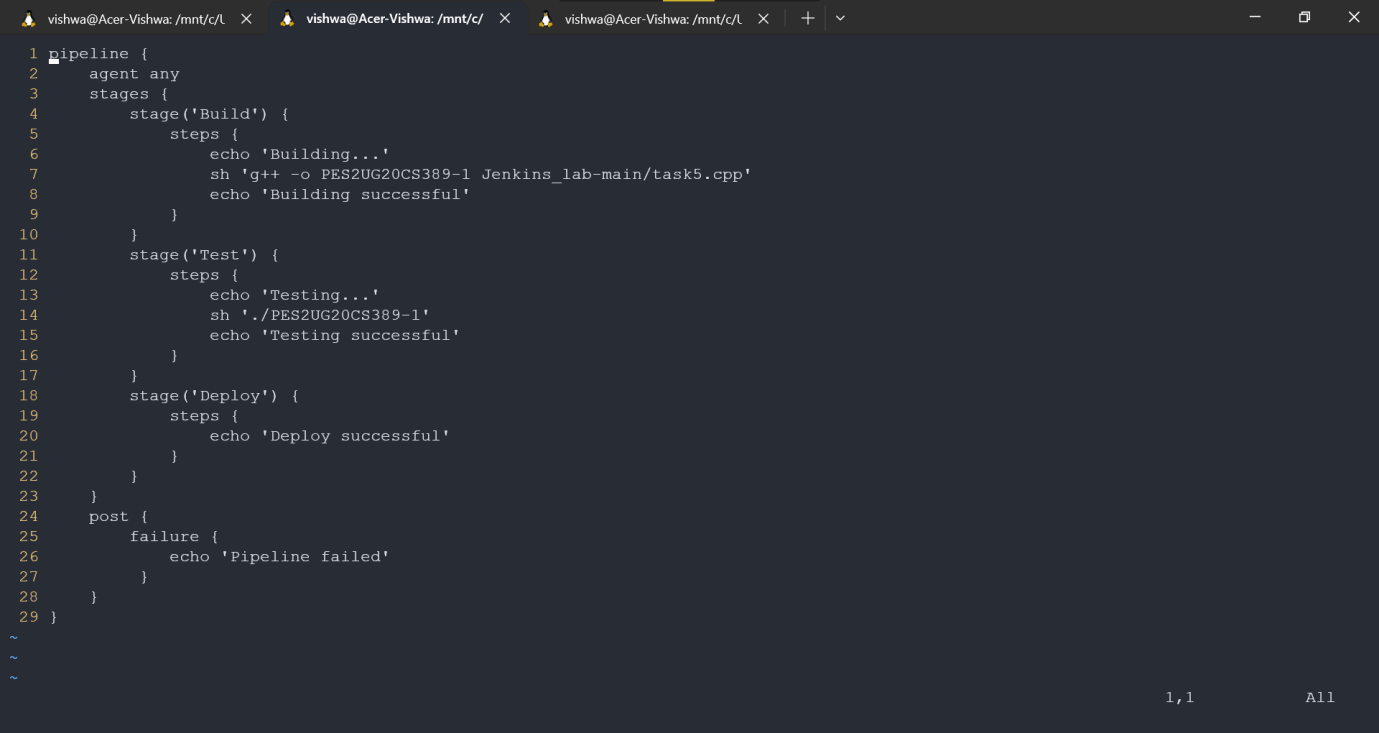 vishwa@Acer-Vishwa: /mnt/c/U vishwa@Acer-Vishwa: /mnt/c/ vishwa@Acer-Vishwa: /mnt/c/U
1 pipeline {
2     agent any
3     stages {
4         stage('Build') {
5             steps {
6                 echo 'Building...'
7                 sh 'g++ -o PES2UG20CS389-1 Jenkins_lab-main/task5.cpp'
8                 echo 'Building successful'
9             }
10         }
11         stage('Test') {
12             steps {
13                 echo 'Testing...'
14                 sh './PES2UG20CS389-1'
15                 echo 'Testing successful'
16             }
17         }
18         stage('Deploy') {
19             steps {
20                 echo 'Deploy successful'
21             }
22         }
23     }
24     post {
25         failure {
26             echo 'Pipeline failed'
27          }
28     }
29 }
~
~
~
1,1 All